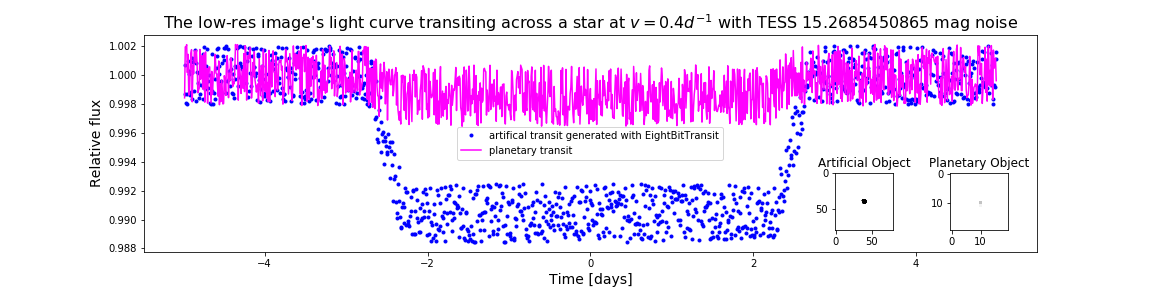 The low-res image's light curve transiting across a star at v = 0.4d⁻¹ with TESS 15.2685450865 mag noise
Relative flux
1.002
1.000
0.998
0.996
0.994
0.992
0.990
0.988
artifical transit generated with EightBitTransit
planetary transit
Artificial Object
0
50
0 50
Planetary Object
0
10
0 10
−4 −2 0 2 4
Time [days]